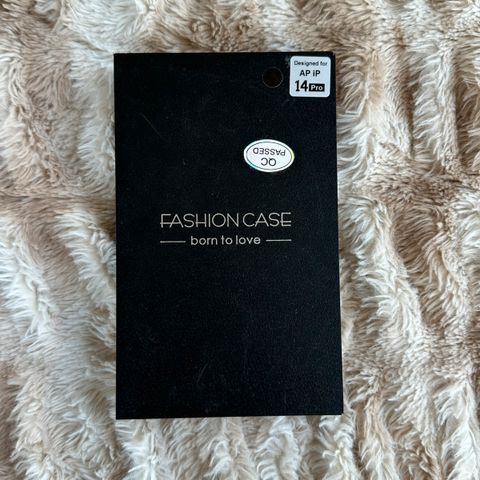 Designed for
AP iP
14 Pro
QC
PASSED
FASHION CASE
born to love